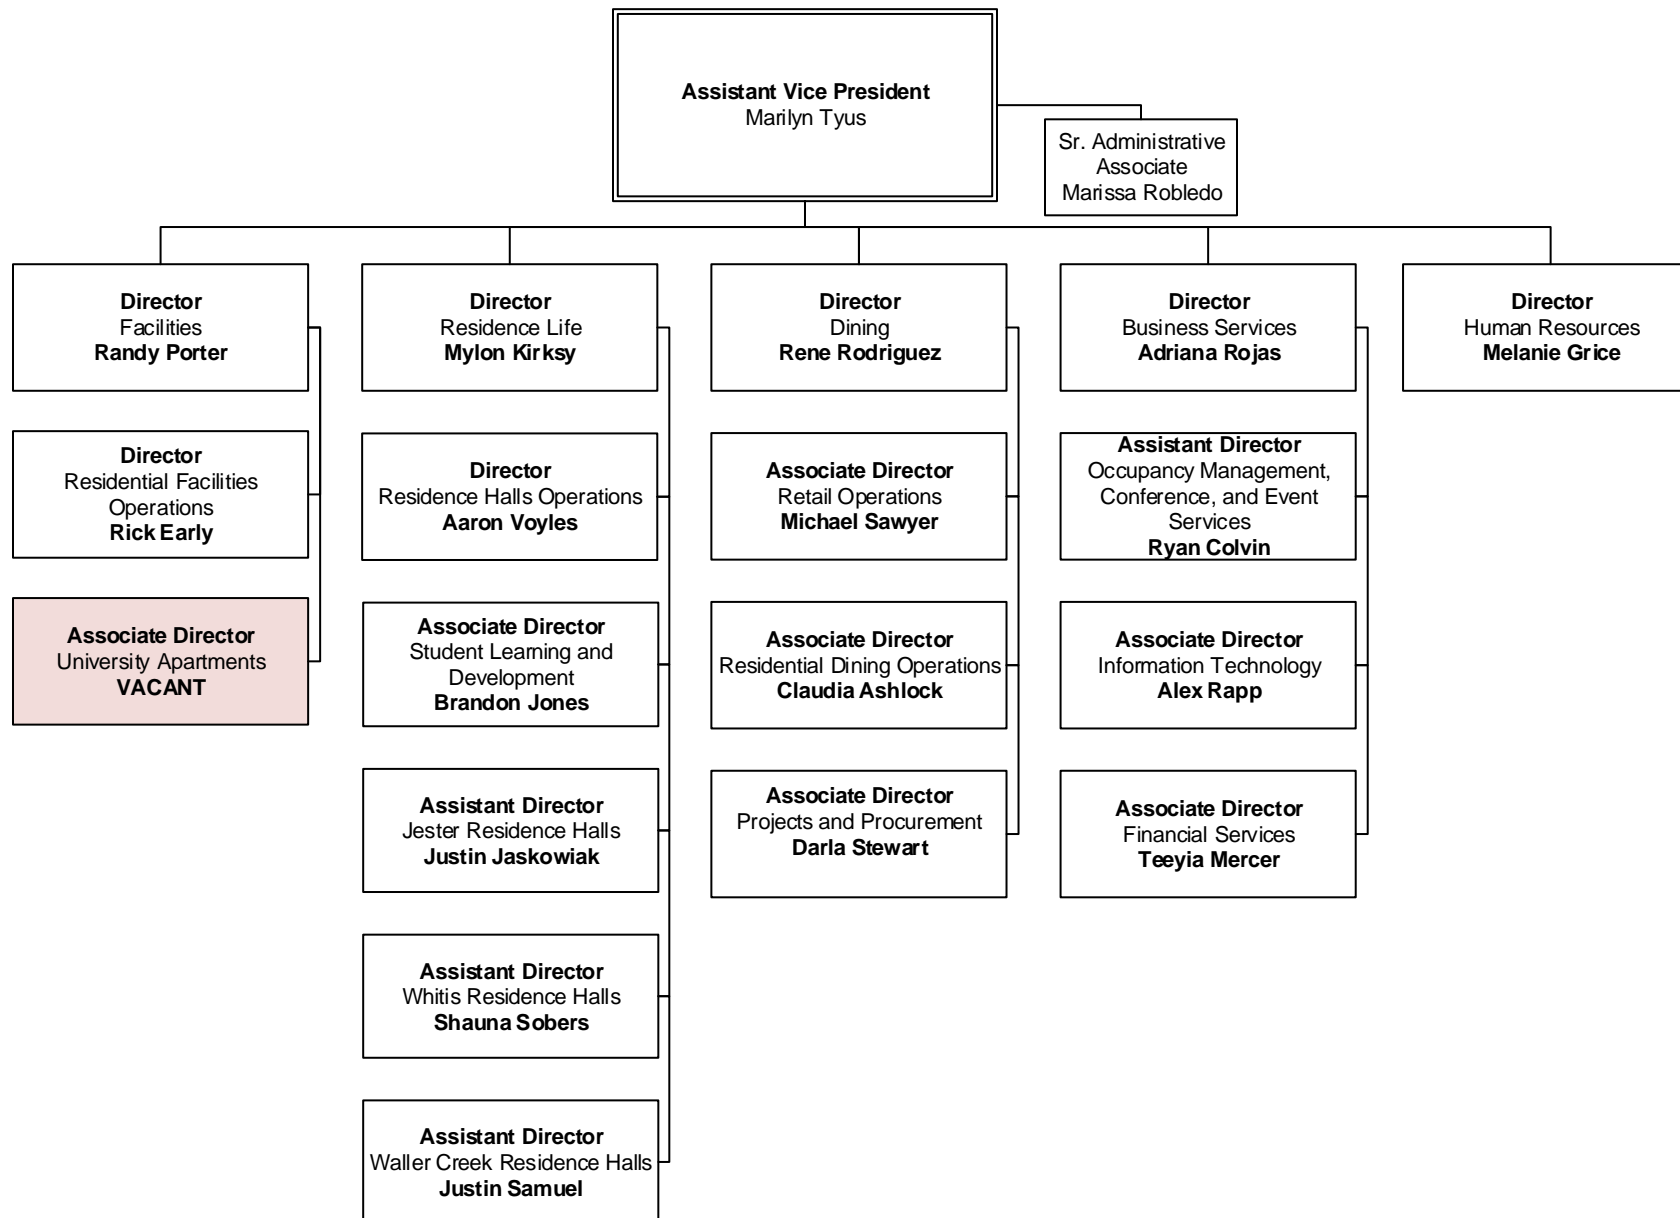 Assistant Vice President
Marilyn Tyus
Sr. Administrative
Associate
Marissa Robledo
Director
Facilities
Randy Porter
Director
Residence Life
Mylon Kirksy
Director
Dining
Rene Rodriguez
Director
Business Services
Adriana Rojas
Director
Human Resources
Melanie Grice
Director
Residential Facilities
Operations
Rick Early
Director
Residence Halls Operations
Aaron Voyles
Associate Director
Retail Operations
Michael Sawyer
Assistant Director
Occupancy Management,
Conference, and Event
Services
Ryan Colvin
Associate Director
University Apartments
VACANT
Associate Director
Student Learning and
Development
Brandon Jones
Associate Director
Residential Dining Operations
Claudia Ashlock
Associate Director
Information Technology
Alex Rapp
Assistant Director
Jester Residence Halls
Justin Jaskowiak
Associate Director
Projects and Procurement
Darla Stewart
Associate Director
Financial Services
Teeyia Mercer
Assistant Director
Whitis Residence Halls
Shauna Sobers
Assistant Director
Waller Creek Residence Halls
Justin Samuel